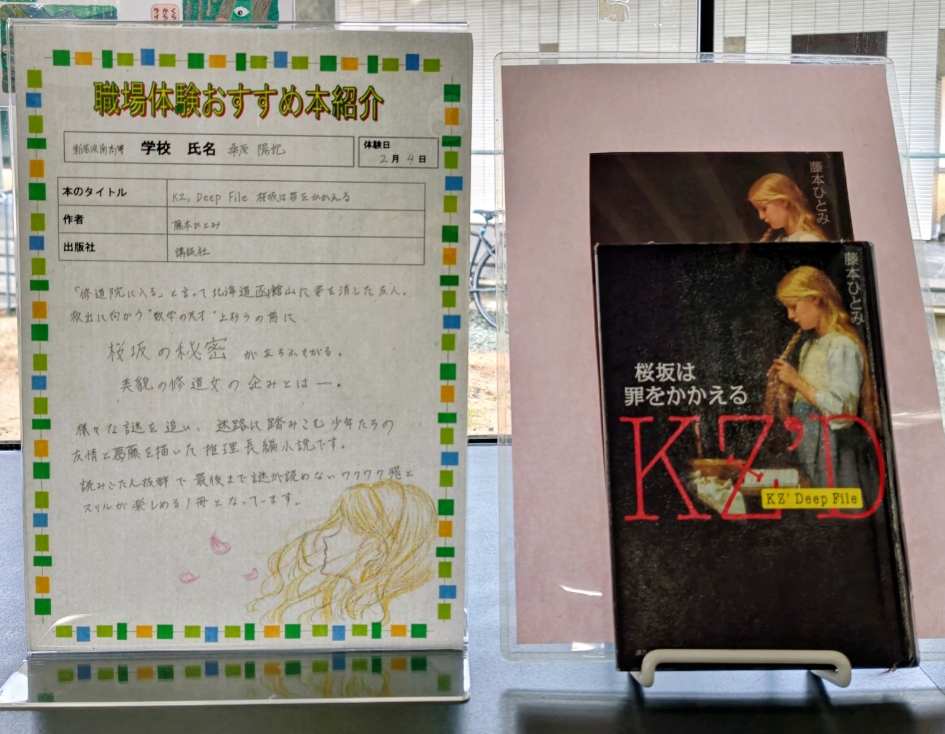 職場体験おすすめ本紹介
学校 氏名
体験日
2月4日
本のタイトル KZ, Deep File 桜坂は罪をかかえる
作者 藤本ひとみ
出版社 講談社
「修道院に入る」と言って北海道函館山に姿を消した友人。
救出に向かう"数学の天才"上杉らの前に
桜坂の秘密が立ちふさがる。
美貌の修道女の企みとは―。
様々な謎を追い、迷路に踏みこむ少年たちの
友情と葛藤を描いた推理長編小説です。
読みごたえ抜群で最後まで謎が読めないワクワク感と
スリルが楽しめる1冊となっています。
藤本ひとみ
藤本ひとみ
桜坂は
罪をかかえる
KZ'D
KZ' Deep File